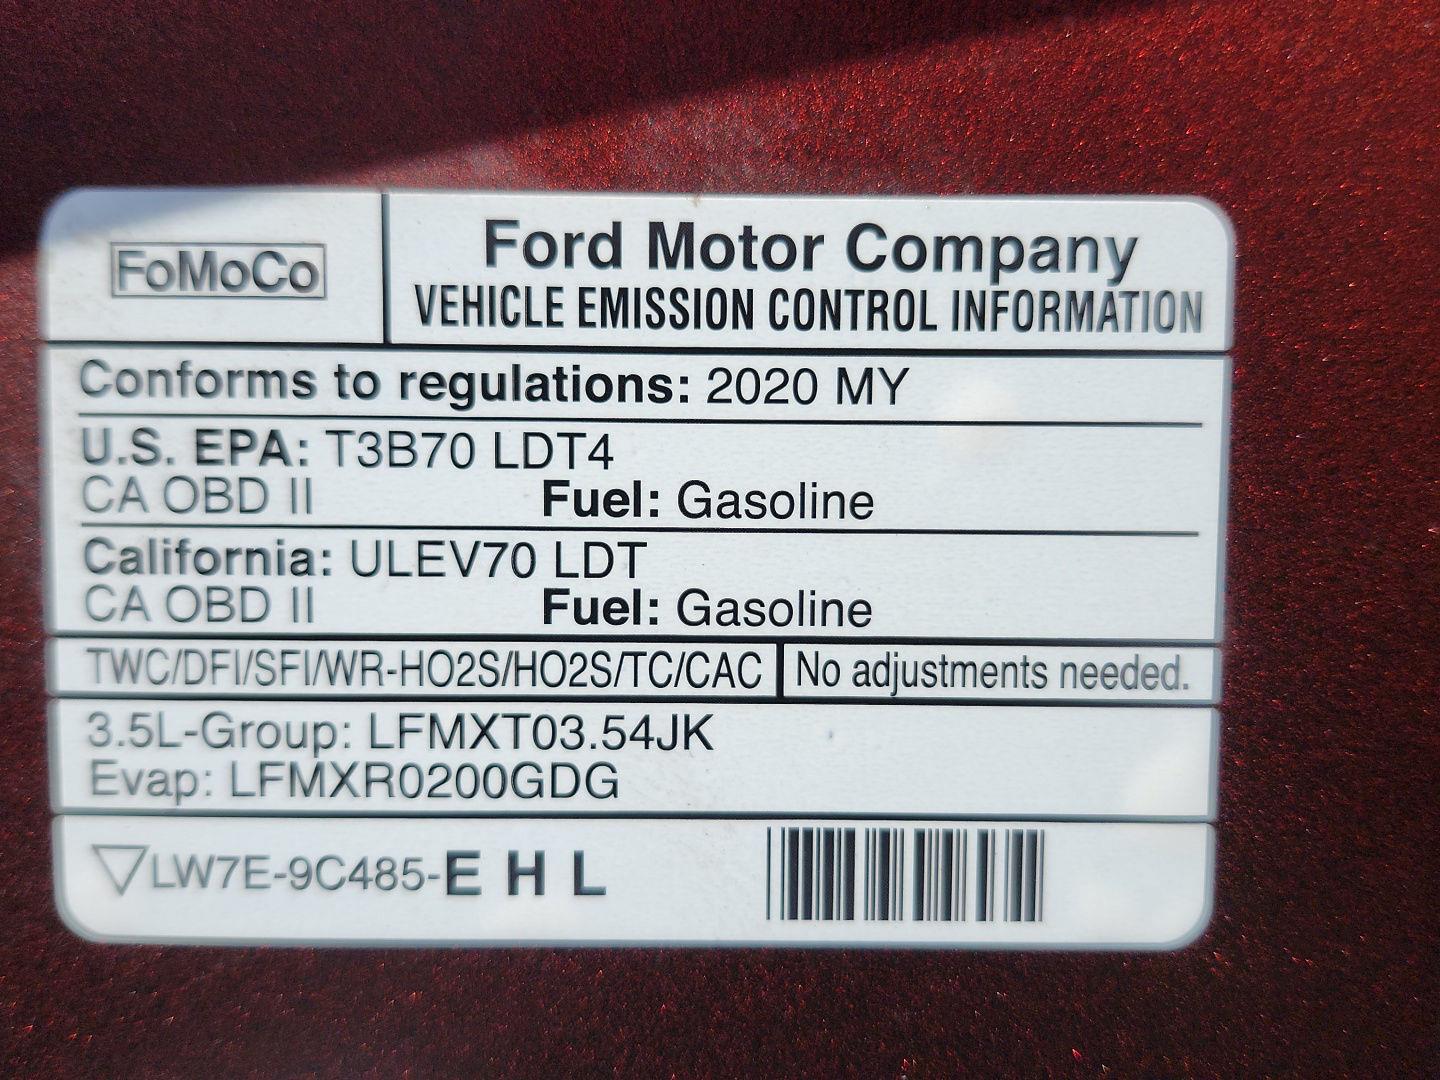 FoMoCo
Ford Motor Company
VEHICLE EMISSION CONTROL INFORMATION
Conforms to regulations: 2020 MY
U.S. EPA: T3B70 LDT4
CA OBD II Fuel: Gasoline
California: ULEV70 LDT
CA OBD II Fuel: Gasoline
TWC/DFI/SFI/WR-HO2S/HO2S/TC/CAC No adjustments needed.
3.5L-Group: LFMXT03.54JK
Evap: LFMXR0200GDG
▽LW7E-9C485-E H L